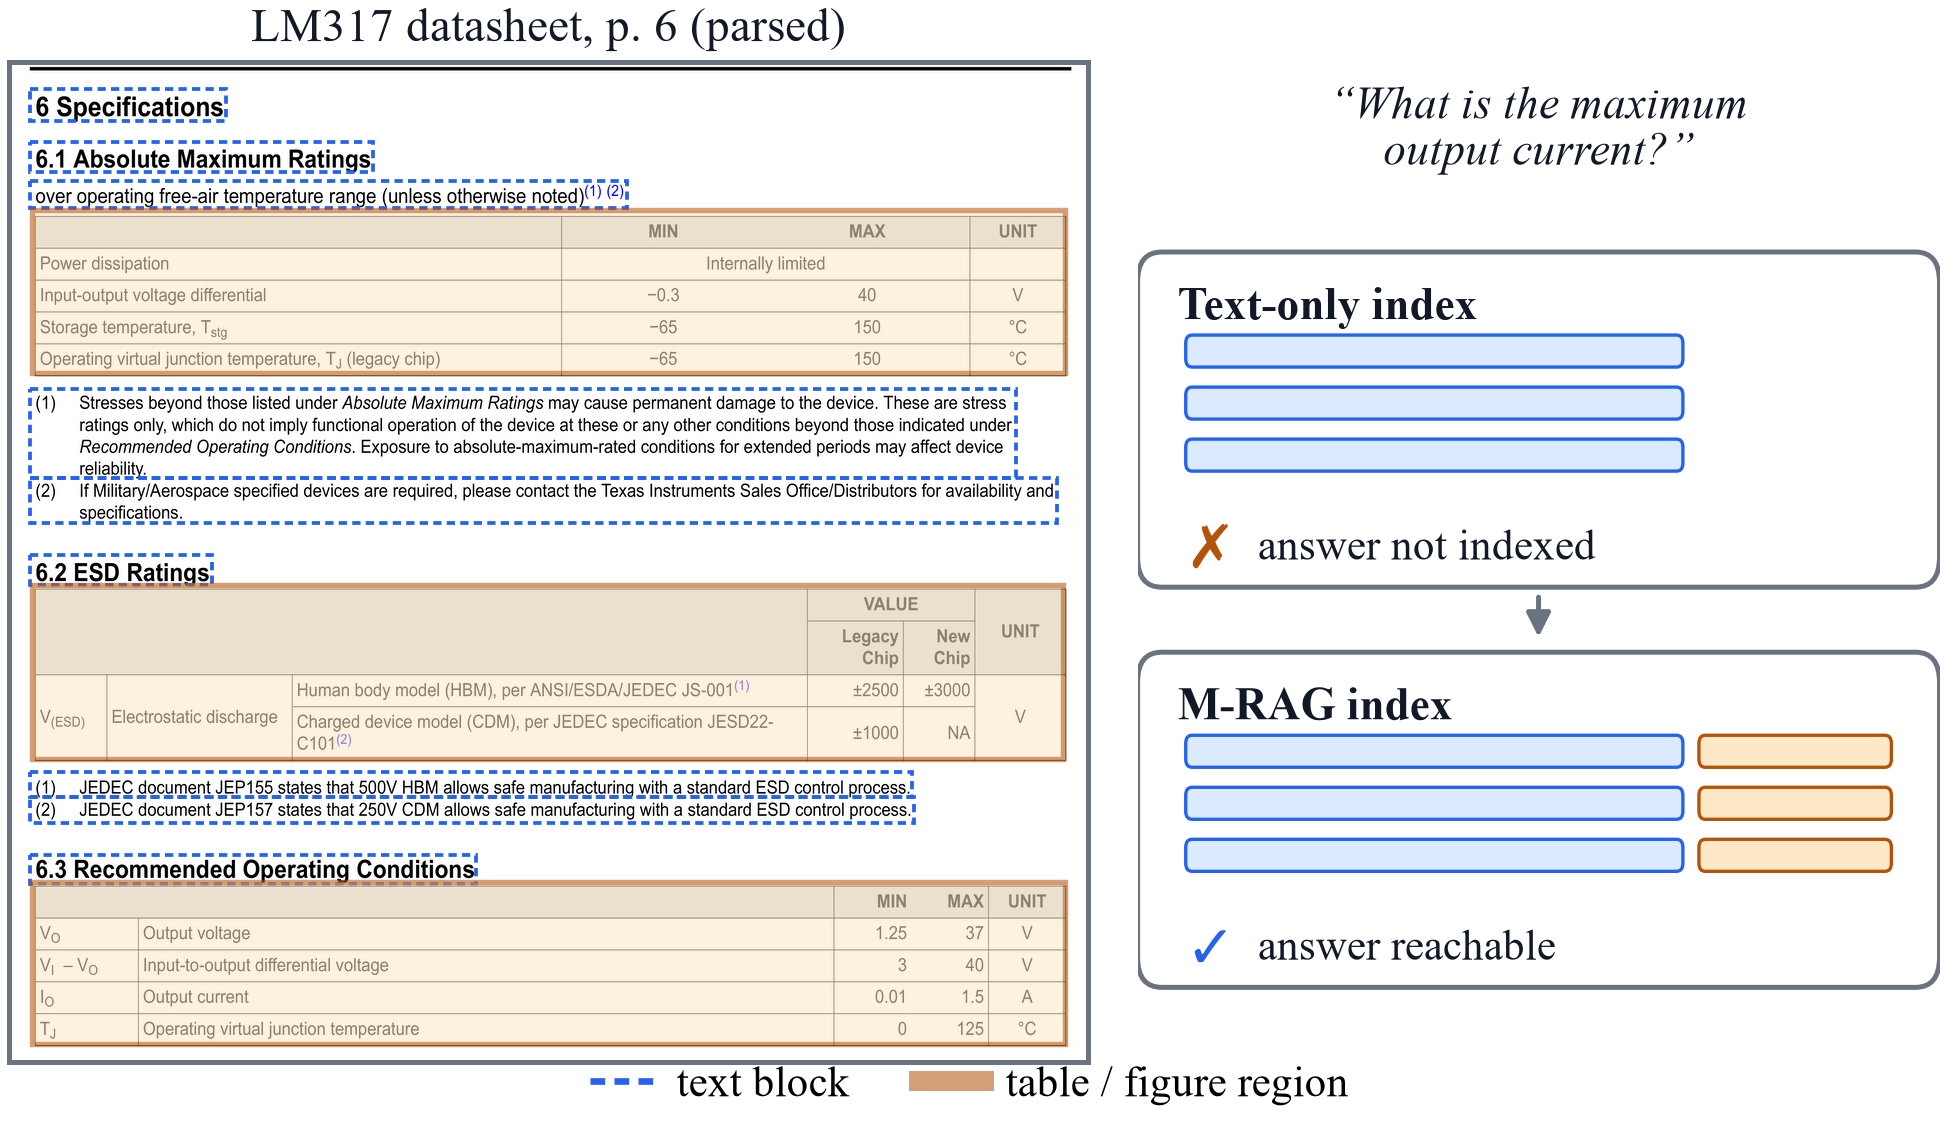 LM317 datasheet, p. 6 (parsed)
6 Specifications
6.1 Absolute Maximum Ratings
over operating free-air temperature range (unless otherwise noted)(1) (2)
MIN MAX UNIT
Power dissipation Internally limited
Input-output voltage differential −0.3 40 V
Storage temperature, Tstg −65 150 °C
Operating virtual junction temperature, TJ (legacy chip) −65 150 °C
(1) Stresses beyond those listed under Absolute Maximum Ratings may cause permanent damage to the device. These are stress
ratings only, which do not imply functional operation of the device at these or any other conditions beyond those indicated under
Recommended Operating Conditions. Exposure to absolute-maximum-rated conditions for extended periods may affect device
reliability.
(2) If Military/Aerospace specified devices are required, please contact the Texas Instruments Sales Office/Distributors for availability and
specifications.
6.2 ESD Ratings
VALUE UNIT
Legacy Chip New Chip
V(ESD) Electrostatic discharge Human body model (HBM), per ANSI/ESDA/JEDEC JS-001(1) ±2500 ±3000 V
Charged device model (CDM), per JEDEC specification JESD22-
C101(2) ±1000 NA
(1) JEDEC document JEP155 states that 500V HBM allows safe manufacturing with a standard ESD control process.
(2) JEDEC document JEP157 states that 250V CDM allows safe manufacturing with a standard ESD control process.
6.3 Recommended Operating Conditions
MIN MAX UNIT
VO Output voltage 1.25 37 V
VI – VO Input-to-output differential voltage 3 40 V
IO Output current 0.01 1.5 A
TJ Operating virtual junction temperature 0 125 °C
text block table / figure region
“What is the maximum
output current?”
Text-only index
✗ answer not indexed
M-RAG index
✓ answer reachable